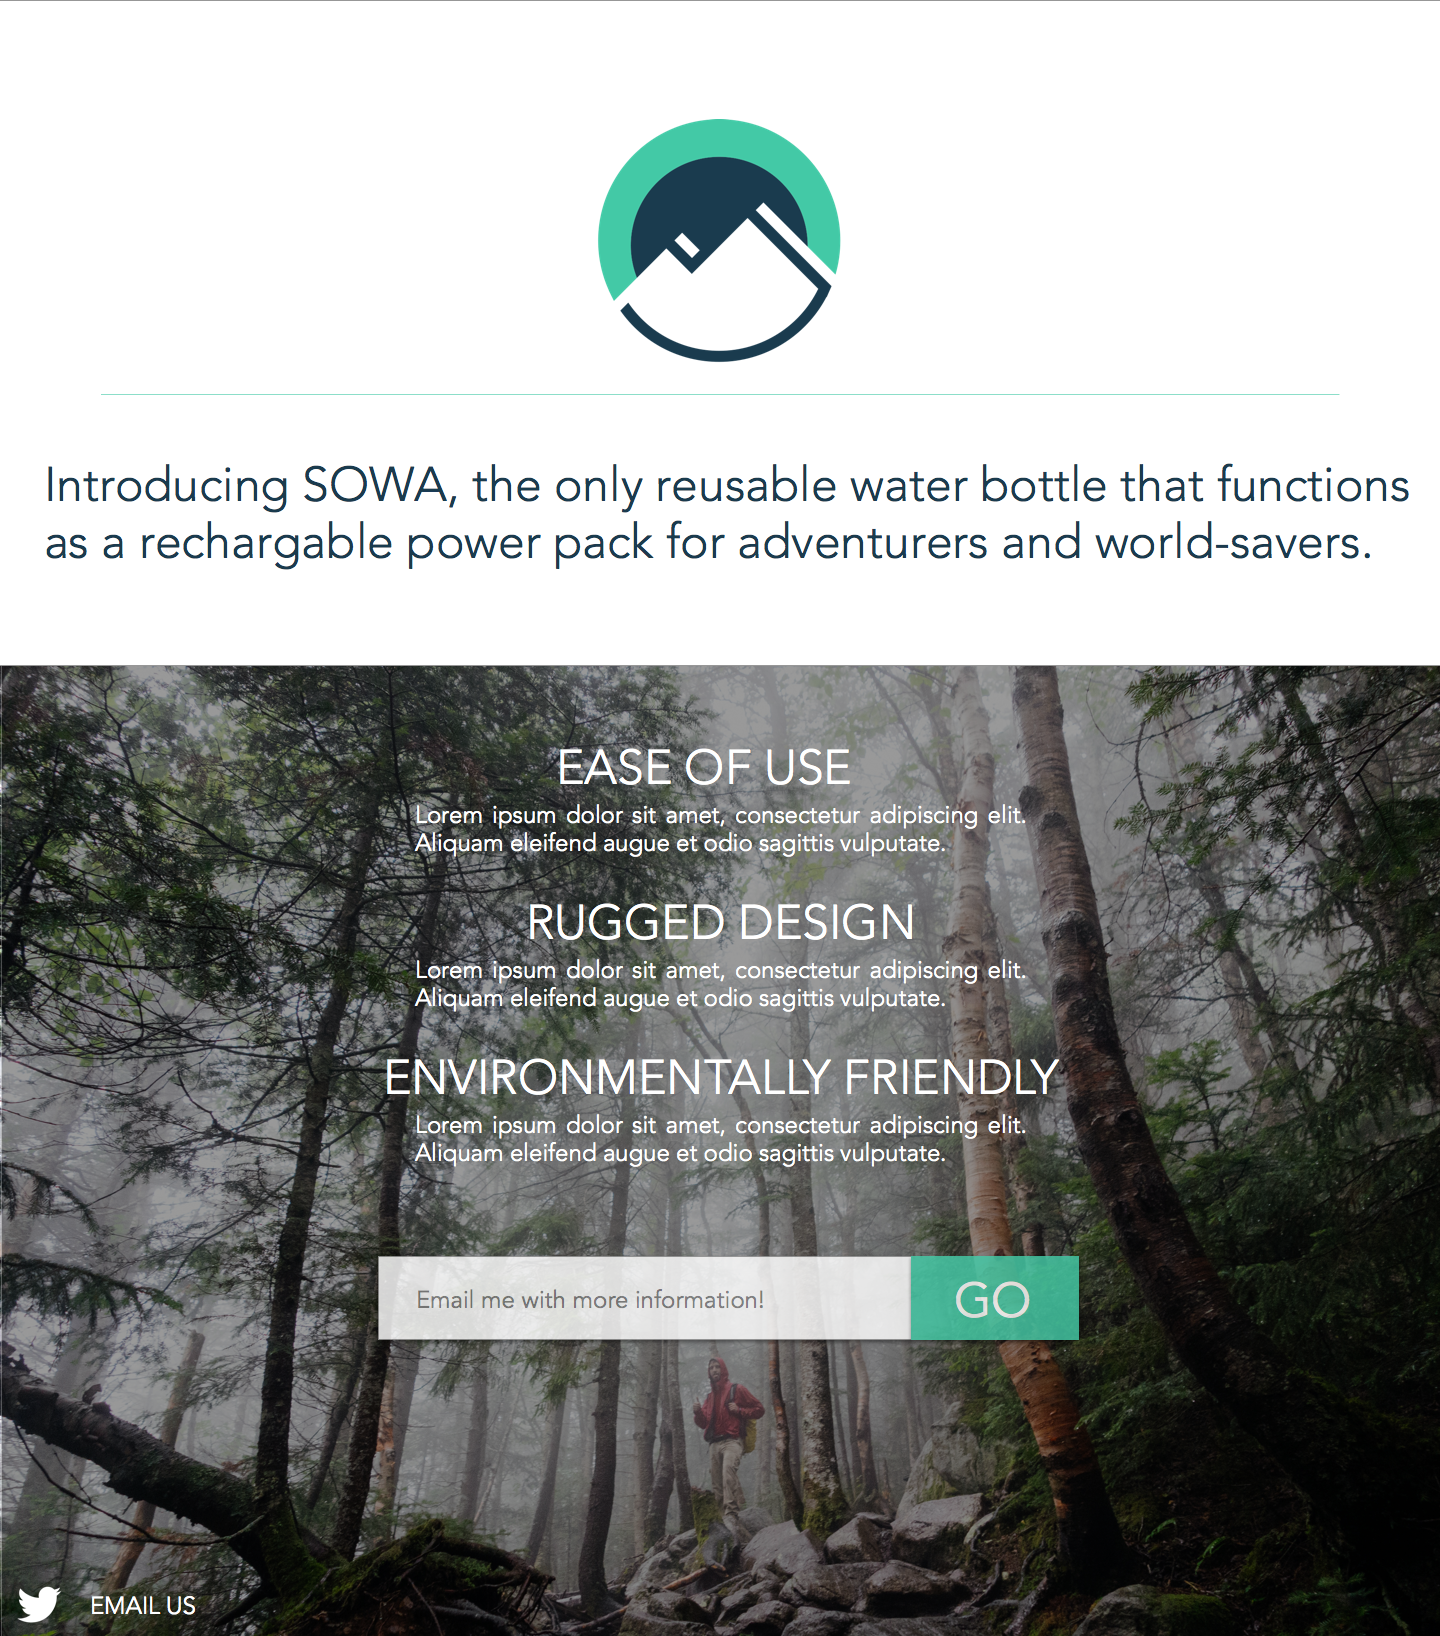 Introducing SOWA, the only reusable water bottle that functions
as a rechargable power pack for adventurers and world-savers.
EASE OF USE
Lorem ipsum dolor sit amet, consectetur adipiscing elit.
Aliquam eleifend augue et odio sagittis vulputate.
RUGGED DESIGN
Lorem ipsum dolor sit amet, consectetur adipiscing elit.
Aliquam eleifend augue et odio sagittis vulputate.
ENVIRONMENTALLY FRIENDLY
Lorem ipsum dolor sit amet, consectetur adipiscing elit.
Aliquam eleifend augue et odio sagittis vulputate.
Email me with more information!
GO
EMAIL US